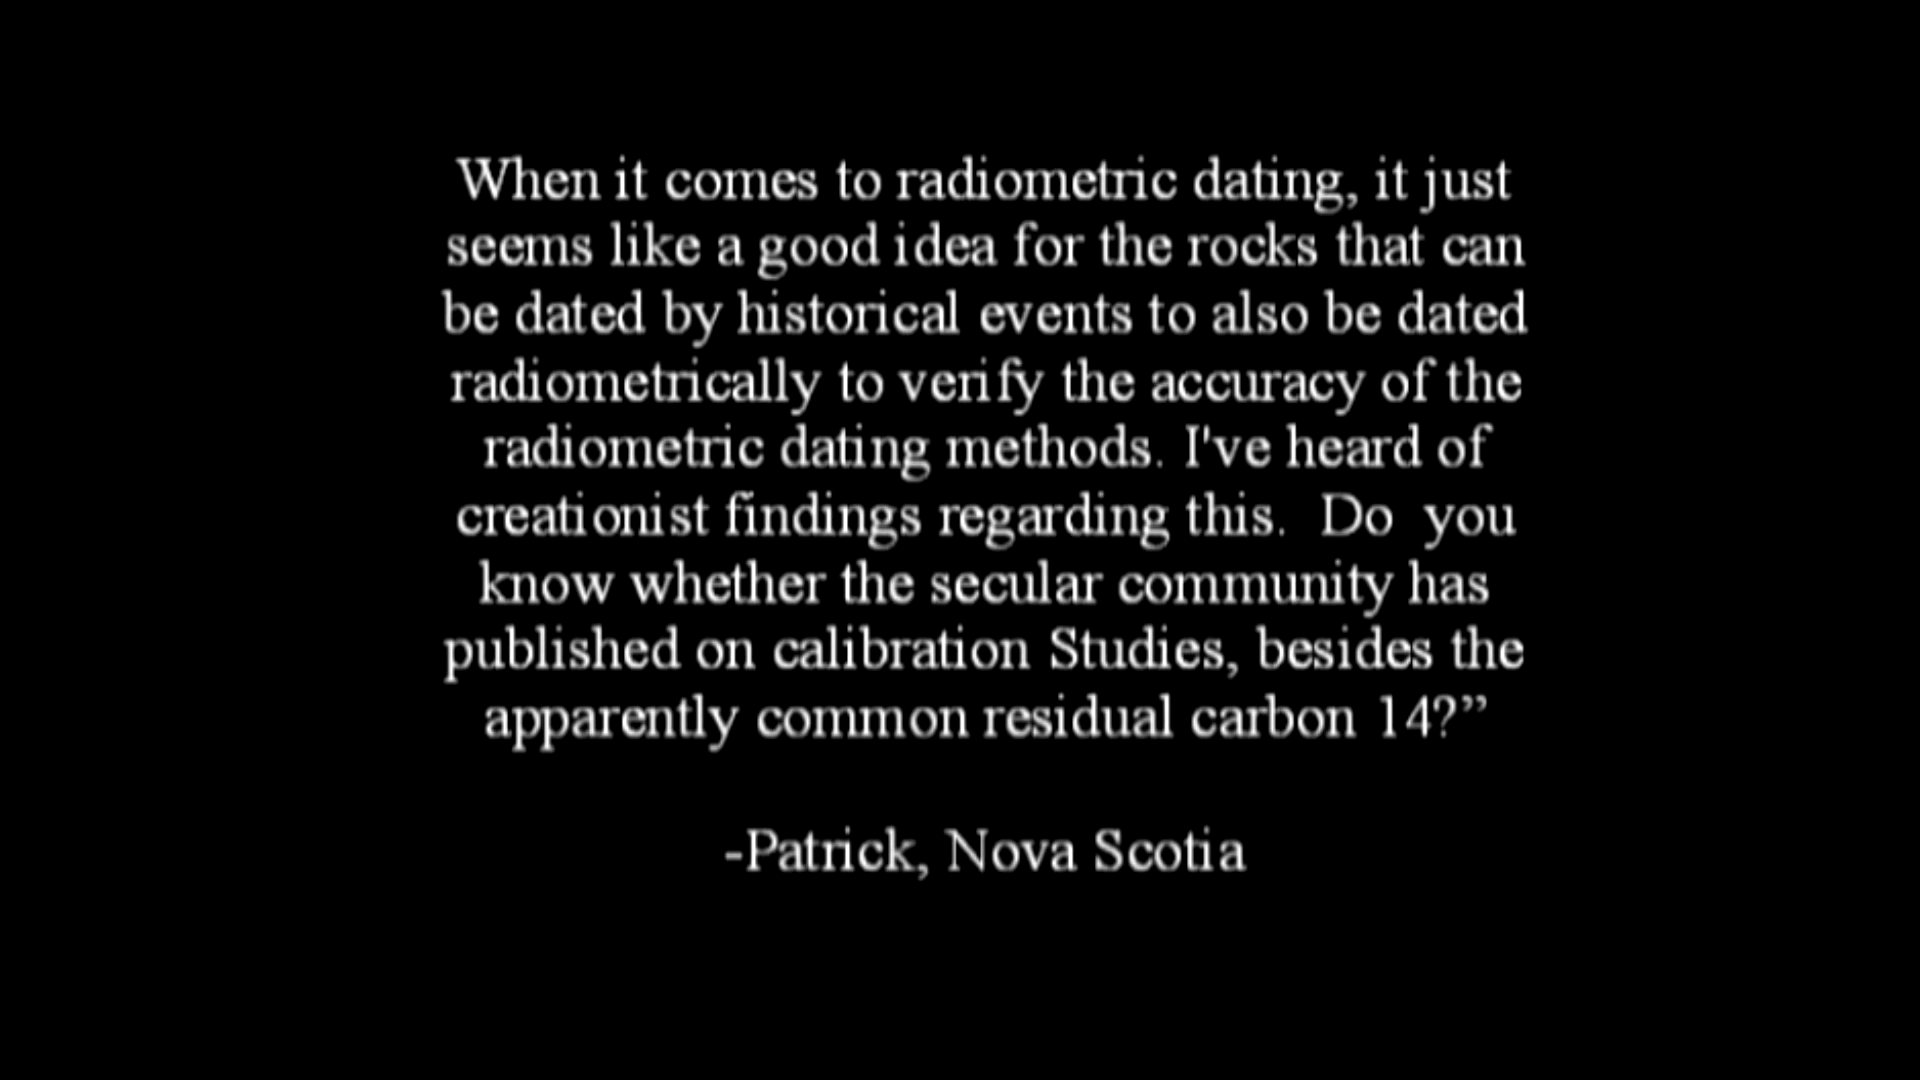 When it comes to radiometric dating, it just
seems like a good idea for the rocks that can
be dated by historical events to also be dated
radiometrically to verify the accuracy of the
radiometric dating methods. I've heard of
creationist findings regarding this.  Do  you
know whether the secular community has
published on calibration Studies, besides the
apparently common residual carbon 14?”
-Patrick, Nova Scotia